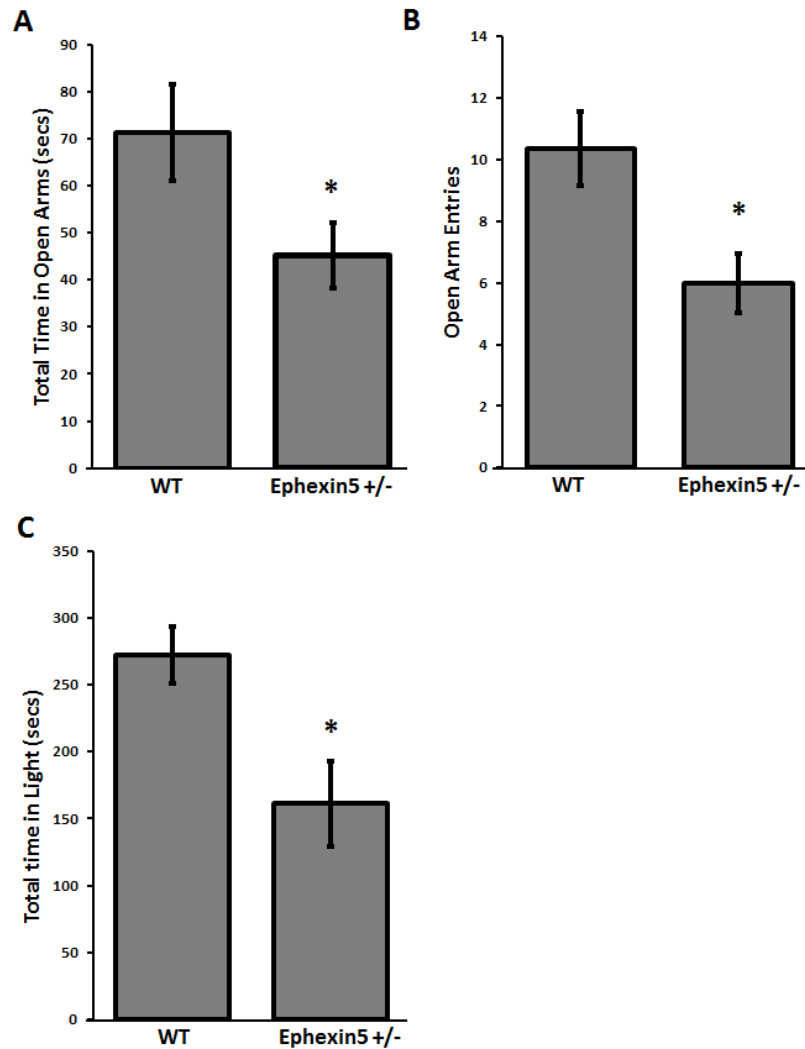 A
Total Time in Open Arms (secs)
90
80
70
60
50
40
30
20
10
0
*
WT
Ephexin5 +/-
B
Open Arm Entries
14
12
10
8
6
4
2
0
*
WT
Ephexin5 +/-
C
Total time in Light (secs)
350
300
250
200
150
100
50
0
*
WT
Ephexin5 +/-